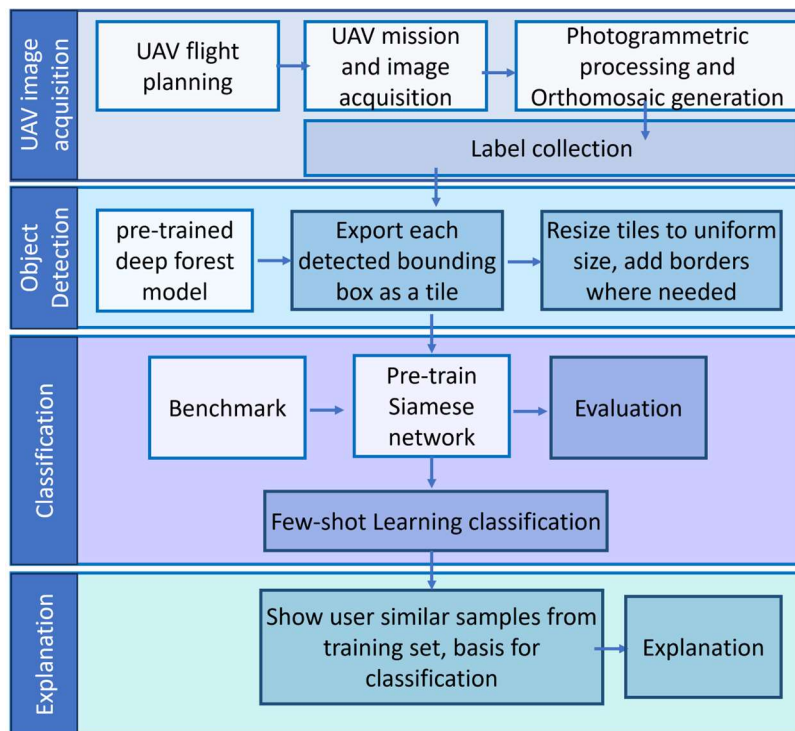 UAV image
acquisition
UAV flight
planning
UAV mission
and image
acquisition
Photogrammetric
processing and
Orthomosaic generation
Label collection
Object
Detection
pre-trained
deep forest
model
Export each
detected bounding
box as a tile
Resize tiles to uniform
size, add borders
where needed
Classification
Benchmark
Pre-train
Siamese
network
Evaluation
Few-shot Learning classification
Explanation
Show user similar samples from
training set, basis for
classification
Explanation